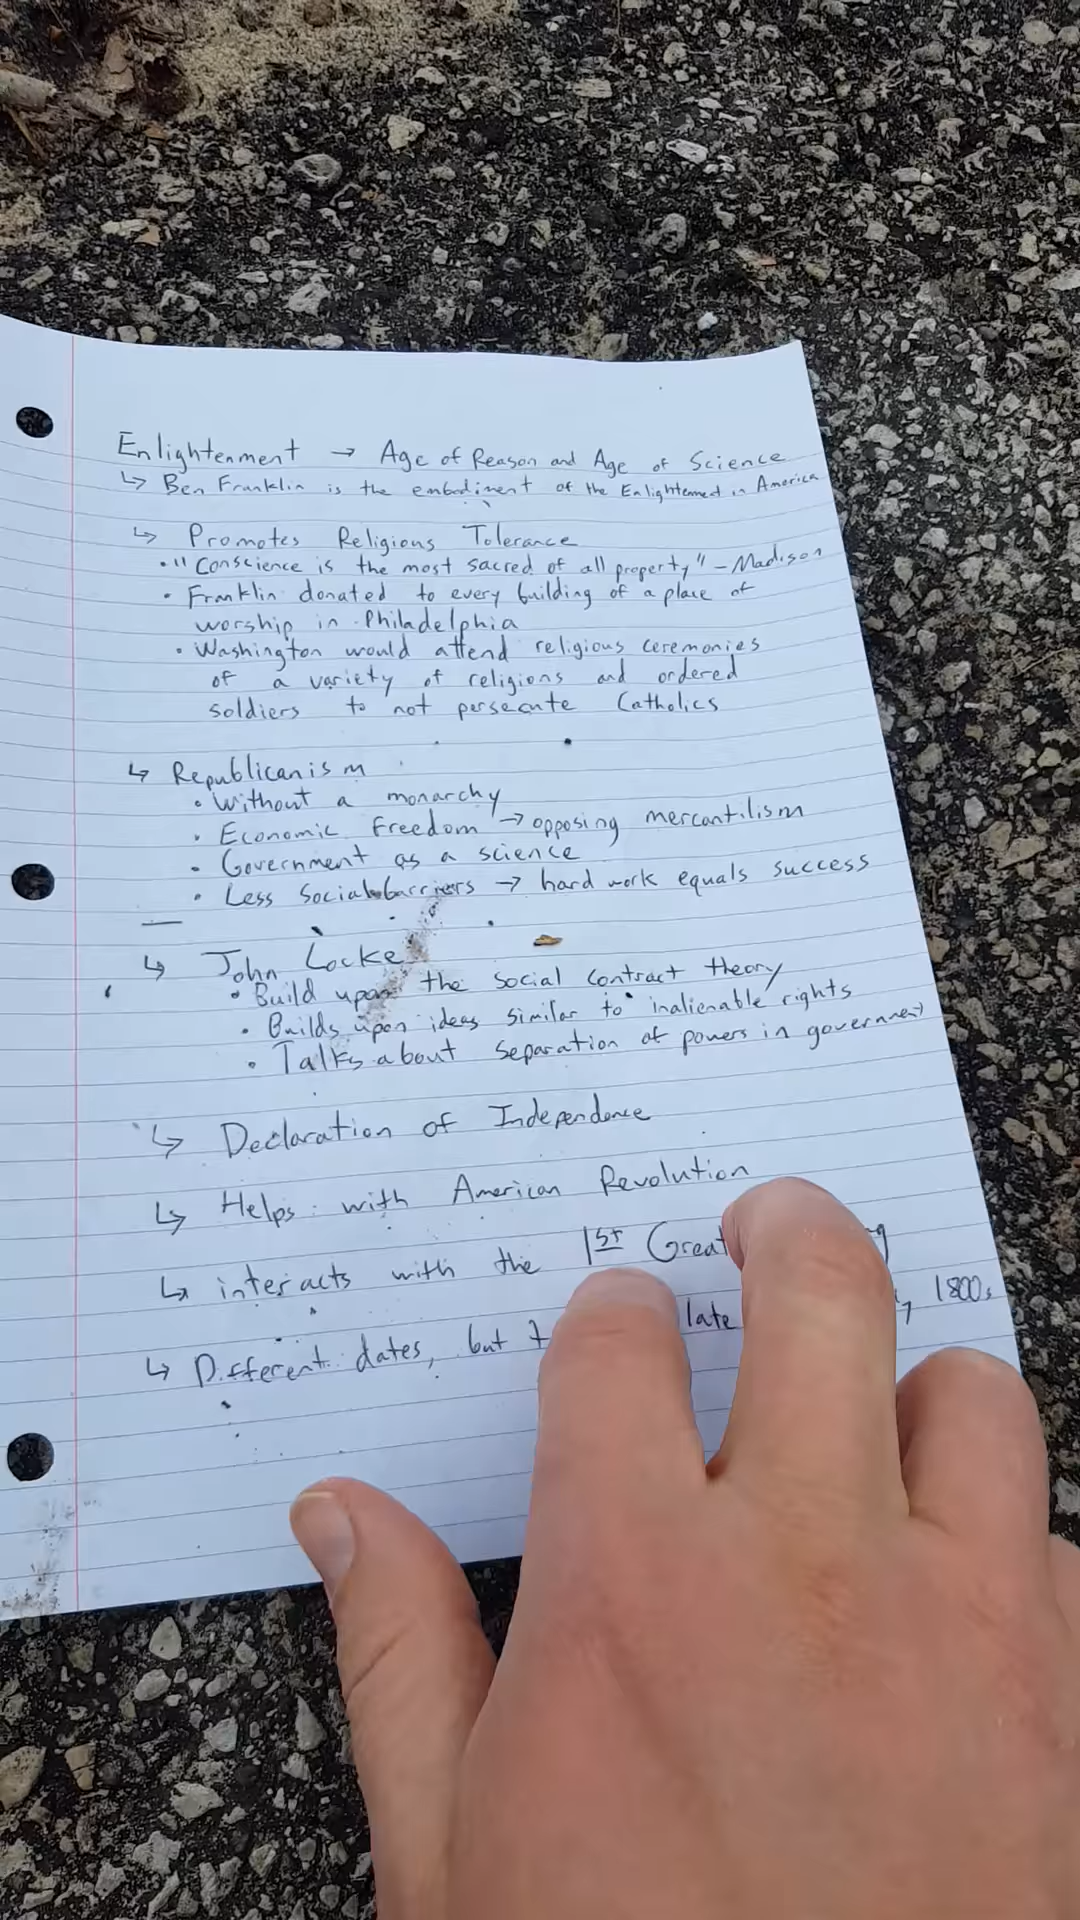 Enlightenment → Age of Reason and Age of Science
↳ Ben Franklin is the embodiment of the Enlightenmed in America
↳ Promotes Religious Tolerance
• "Conscience is the most sacred of all property" - Madison
• Franklin donated to every building of a place of
worship in Philadelphia
• Washington would attend religious ceremonies
of a variety of religions and ordered
soldiers to not persecute Catholics
↳ Republicanism
• Without a monarchy
• Economic Freedom → opposing mercantilism
• Government as a science
• Less Social barriers → hard work equals success
↳ John Locke
• Build upon the social contract theory
• Builds upon ideas similar to inalienable rights
• Talks about separation of powers in government
↳ Declaration of Independence
↳ Helps with American Revolution
↳ interacts with the 1st Great
↳ Different dates, but late 1800s